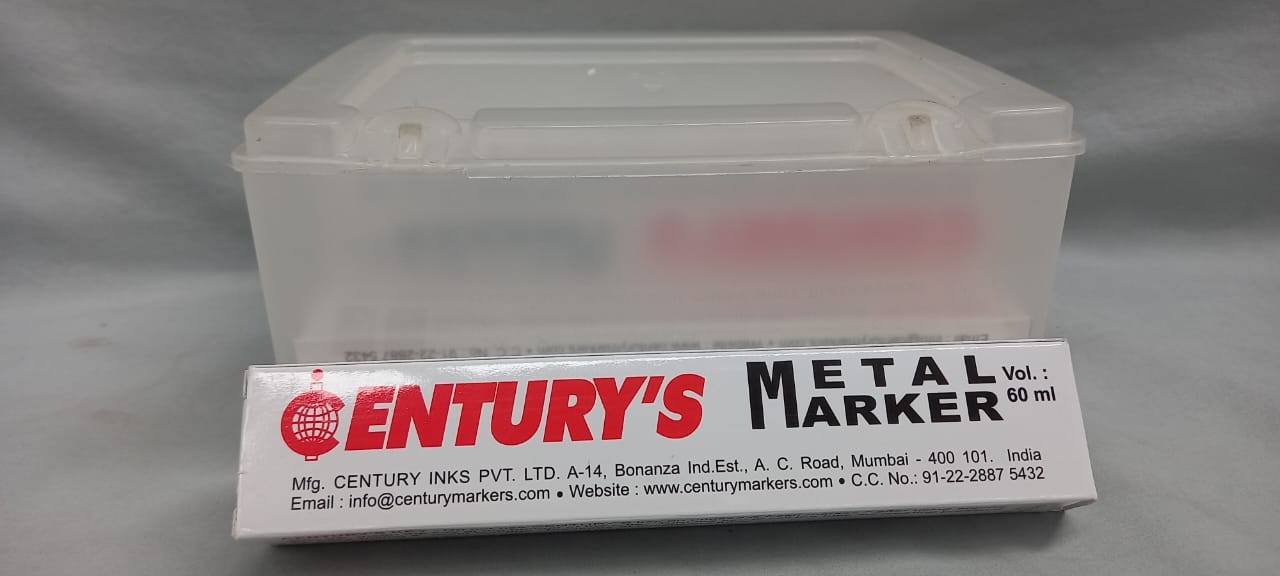 CENTURY'S
METAL
MARKER
Vol. :
60 ml
Mfg. CENTURY INKS PVT. LTD. A-14, Bonanza Ind.Est., A. C. Road, Mumbai - 400 101. India
Email : info@centurymarkers.com • Website : www.centurymarkers.com • C.C. No.: 91-22-2887 5432